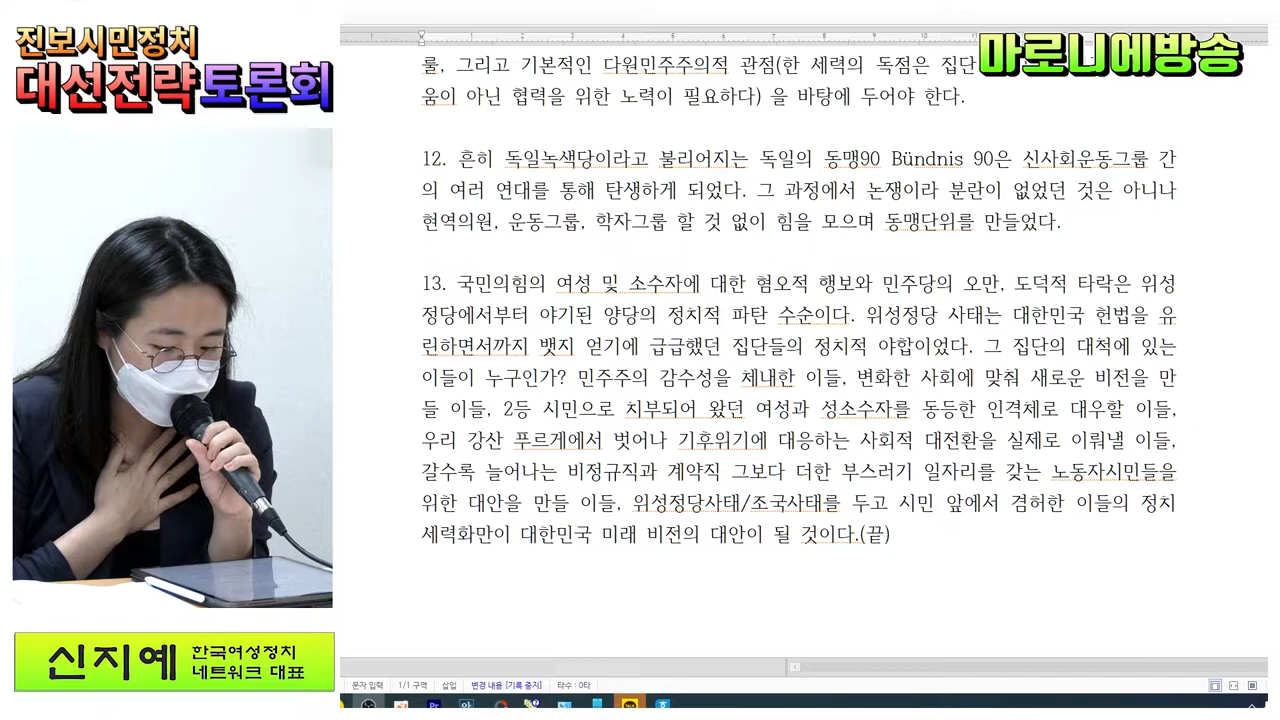 진보시민정치
대선전략토론회
마로니에방송
룰, 그리고 기본적인 다원민주주의적 관점(한 세력의 독점은 집단
움이 아닌 협력을 위한 노력이 필요하다) 을 바탕에 두어야 한다.
12. 흔히 독일녹색당이라고 불리어지는 독일의 동맹90 Bündnis 90은 신사회운동그룹 간
의 여러 연대를 통해 탄생하게 되었다. 그 과정에서 논쟁이라 분란이 없었던 것은 아니나
현역의원, 운동그룹, 학자그룹 할 것 없이 힘을 모으며 동맹단위를 만들었다.
13. 국민의힘의 여성 및 소수자에 대한 혐오적 행보와 민주당의 오만, 도덕적 타락은 위성
정당에서부터 야기된 양당의 정치적 파탄 수순이다. 위성정당 사태는 대한민국 헌법을 유
린하면서까지 뱃지 얻기에 급급했던 집단들의 정치적 야합이었다. 그 집단의 대척에 있는
이들이 누구인가? 민주주의 감수성을 체내한 이들, 변화한 사회에 맞춰 새로운 비전을 만
들 이들, 2등 시민으로 치부되어 왔던 여성과 성소수자를 동등한 인격체로 대우할 이들,
우리 강산 푸르게에서 벗어나 기후위기에 대응하는 사회적 대전환을 실제로 이뤄낼 이들,
갈수록 늘어나는 비정규직과 계약직 그보다 더한 부스러기 일자리를 갖는 노동자시민들을
위한 대안을 만들 이들, 위성정당사태/조국사태를 두고 시민 앞에서 겸허한 이들의 정치
세력화만이 대한민국 미래 비전의 대안이 될 것이다.(끝)
신지예 한국여성정치
네트워크 대표
문자 입력 1/1 구역 삽입 변경 내용 [기록 중지] 타수 : 0타